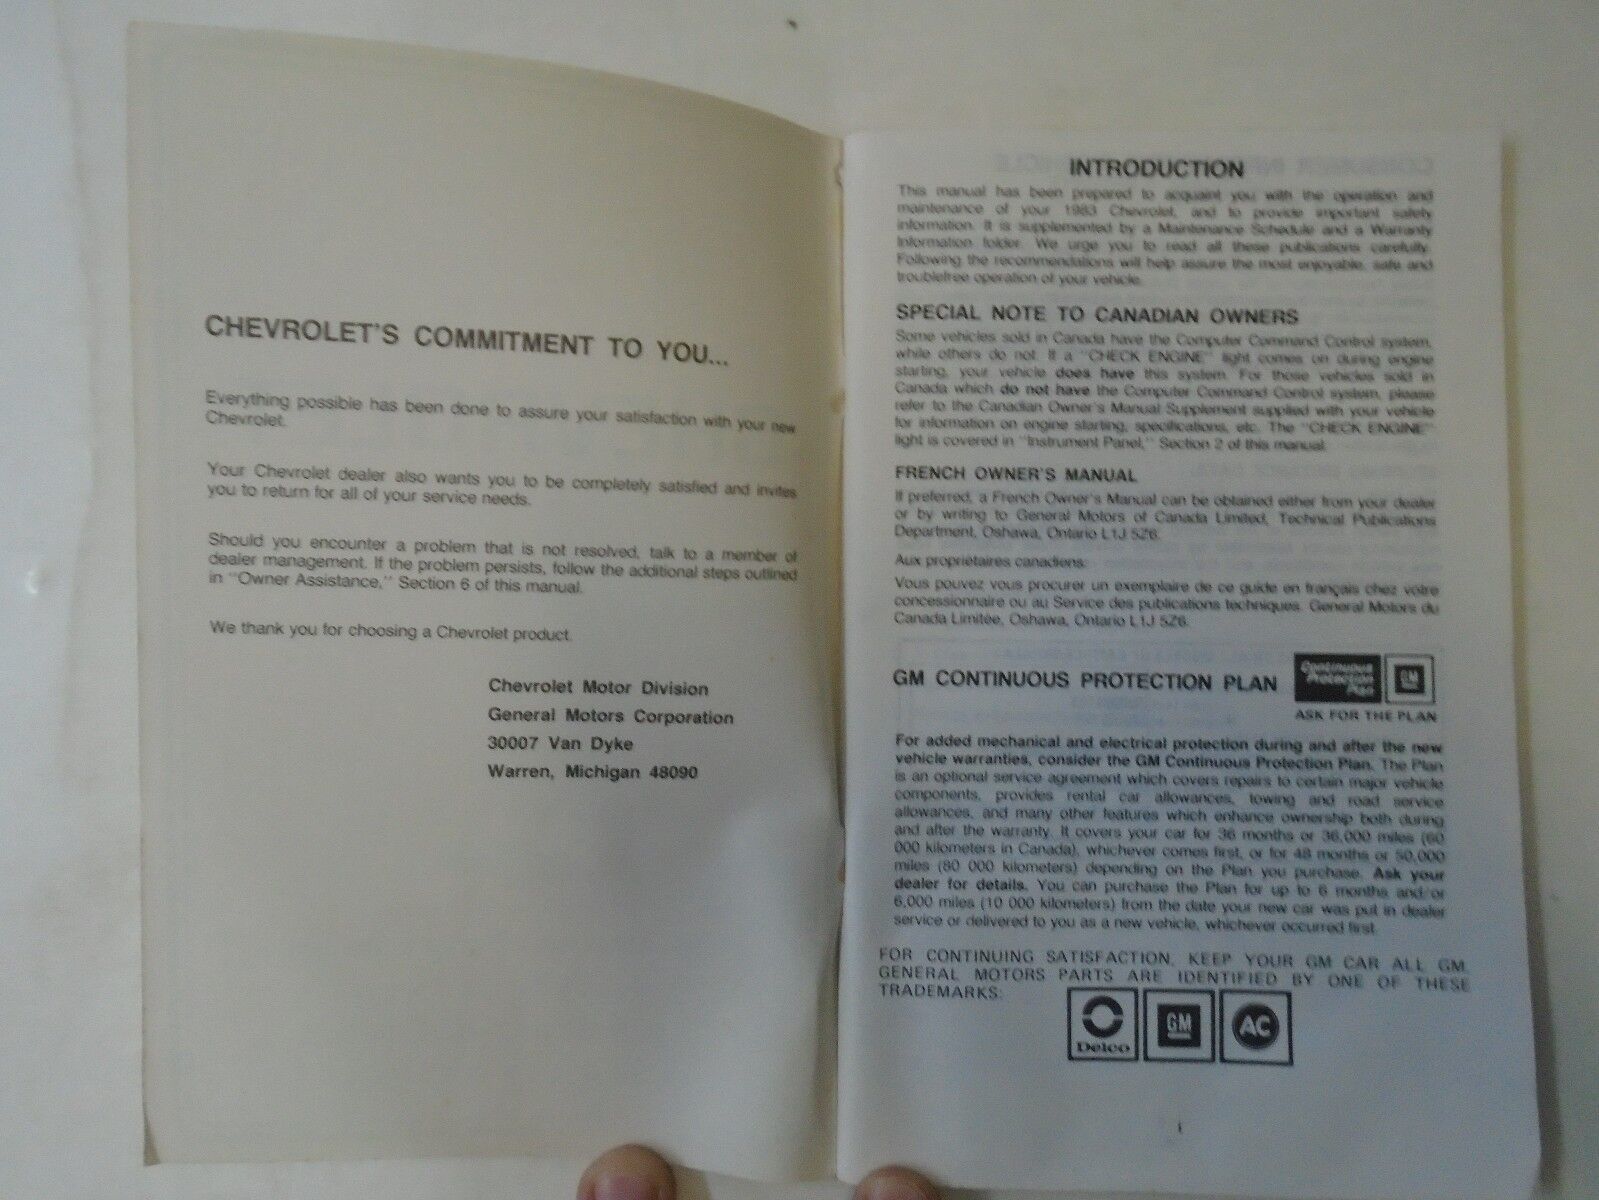 CHEVROLET'S COMMITMENT TO YOU...
Everything possible has been done to assure your satisfaction with your new
Chevrolet.
Your Chevrolet dealer also wants you to be completely satisfied and invites
you to return for all of your service needs.
Should you encounter a problem that is not resolved, talk to a member of
dealer management. If the problem persists, follow the additional steps outlined
in "Owner Assistance," Section 6 of this manual.
We thank you for choosing a Chevrolet product.
Chevrolet Motor Division
General Motors Corporation
30007 Van Dyke
Warren, Michigan 48090
INTRODUCTION
This manual has been prepared to acquaint you with the operation and
maintenance of your 1983 Chevrolet, and to provide important safety
information. It is supplemented by a Maintenance Schedule and a Warranty
Information folder. We urge you to read all these publications carefully.
Following the recommendations will help assure the most enjoyable, safe and
troublefree operation of your vehicle.
SPECIAL NOTE TO CANADIAN OWNERS
Some vehicles sold in Canada have the Computer Command Control system,
while others do not. If a "CHECK ENGINE" light comes on during engine
starting, your vehicle does have this system. For those vehicles sold in
Canada which do not have the Computer Command Control system, please
refer to the Canadian Owner's Manual Supplement supplied with your vehicle
for information on engine starting, specifications, etc. The "CHECK ENGINE"
light is covered in "Instrument Panel," Section 2 of this manual.
FRENCH OWNER'S MANUAL
If preferred, a French Owner's Manual can be obtained either from your dealer
or by writing to General Motors of Canada Limited, Technical Publications
Department, Oshawa, Ontario L1J 5Z6.
Aux propriétaires canadiens:
Vous pouvez vous procurer un exemplaire de ce guide en français chez votre
concessionnaire ou au Service des publications techniques. General Motors du
Canada Limitée, Oshawa, Ontario L1J 5Z6.
GM CONTINUOUS PROTECTION PLAN
Continuous
Protection
Plan
GM
ASK FOR THE PLAN
For added mechanical and electrical protection during and after the new
vehicle warranties, consider the GM Continuous Protection Plan. The Plan
is an optional service agreement which covers repairs to certain major vehicle
components, provides rental car allowances, towing and road service
allowances, and many other features which enhance ownership both during
and after the warranty. It covers your car for 36 months or 36,000 miles (60
000 kilometers in Canada), whichever comes first, or for 48 months or 50,000
miles (80 000 kilometers) depending on the Plan you purchase. Ask your
dealer for details. You can purchase the Plan for up to 6 months and/or
6,000 miles (10 000 kilometers) from the date your new car was put in dealer
service or delivered to you as a new vehicle, whichever occurred first.
FOR CONTINUING SATISFACTION, KEEP YOUR GM CAR ALL GM.
GENERAL MOTORS PARTS ARE IDENTIFIED BY ONE OF THESE
TRADEMARKS:
Delco
GM
AC